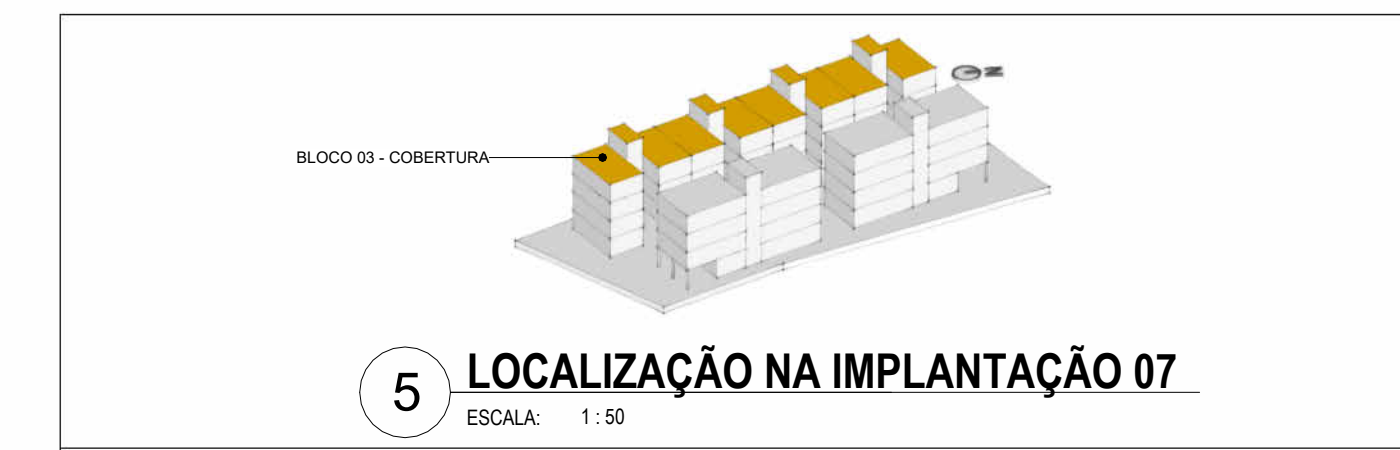 N
BLOCO 03 - COBERTURA
5
LOCALIZAÇÃO NA IMPLANTAÇÃO 07
ESCALA: 1 : 50